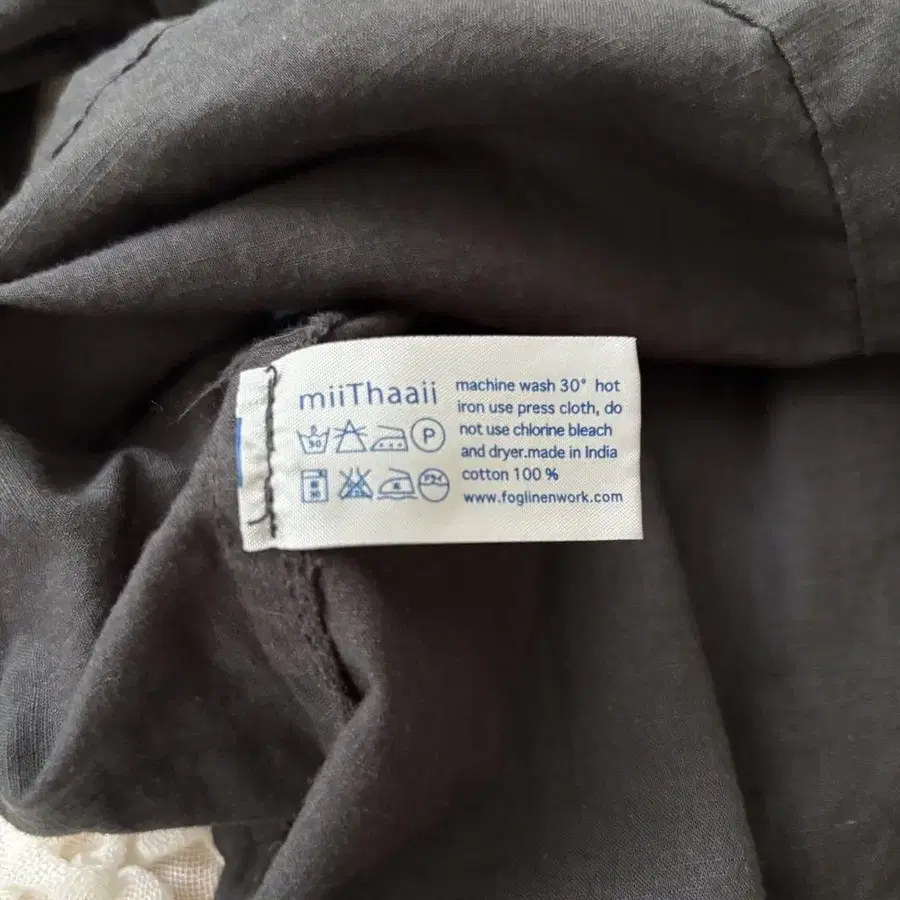 miiThaaii
30
P
machine wash 30° hot
iron use press cloth, do
not use chlorine bleach
and dryer.made in India
cotton 100 %
www.foglinenwork.com